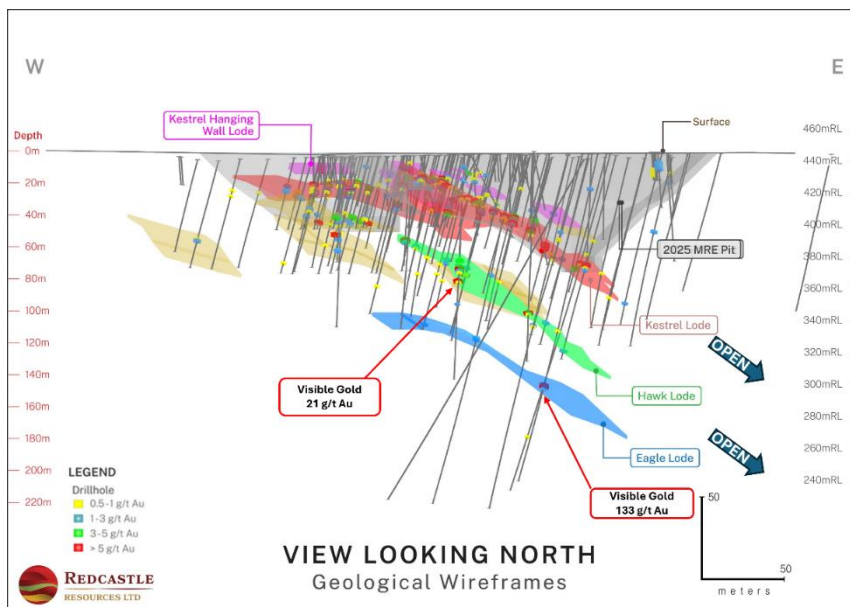 W
E
Kestrel Hanging
Wall Lode
Surface
Depth
0m
20m
40m
60m
80m
100m
120m
140m
160m
180m
200m
220m
460mRL
440mRL
420mRL
400mRL
380mRL
360mRL
340mRL
320mRL
300mRL
280mRL
260mRL
240mRL
2025 MRE Pit
Kestrel Lode
OPEN
Hawk Lode
OPEN
Eagle Lode
Visible Gold
21 g/t Au
Visible Gold
133 g/t Au
LEGEND
Drillhole
0.5-1 g/t Au
1-3 g/t Au
3-5 g/t Au
> 5 g/t Au
50
50
meters
VIEW LOOKING NORTH
Geological Wireframes
REDCASTLE
RESOURCES LTD